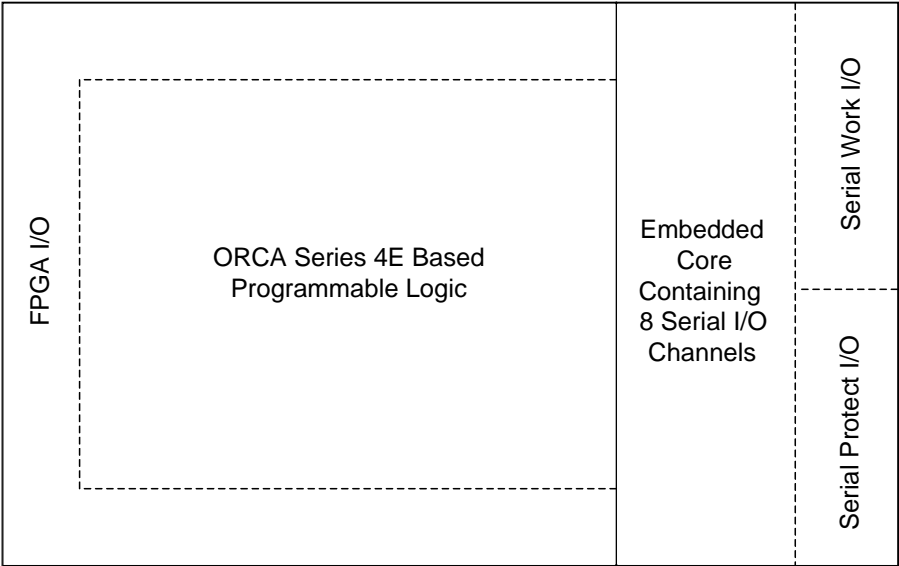 FPGA I/O
ORCA Series 4E Based
Programmable Logic
Embedded
Core
Containing
8 Serial I/O
Channels
Serial Work I/O
Serial Protect I/O